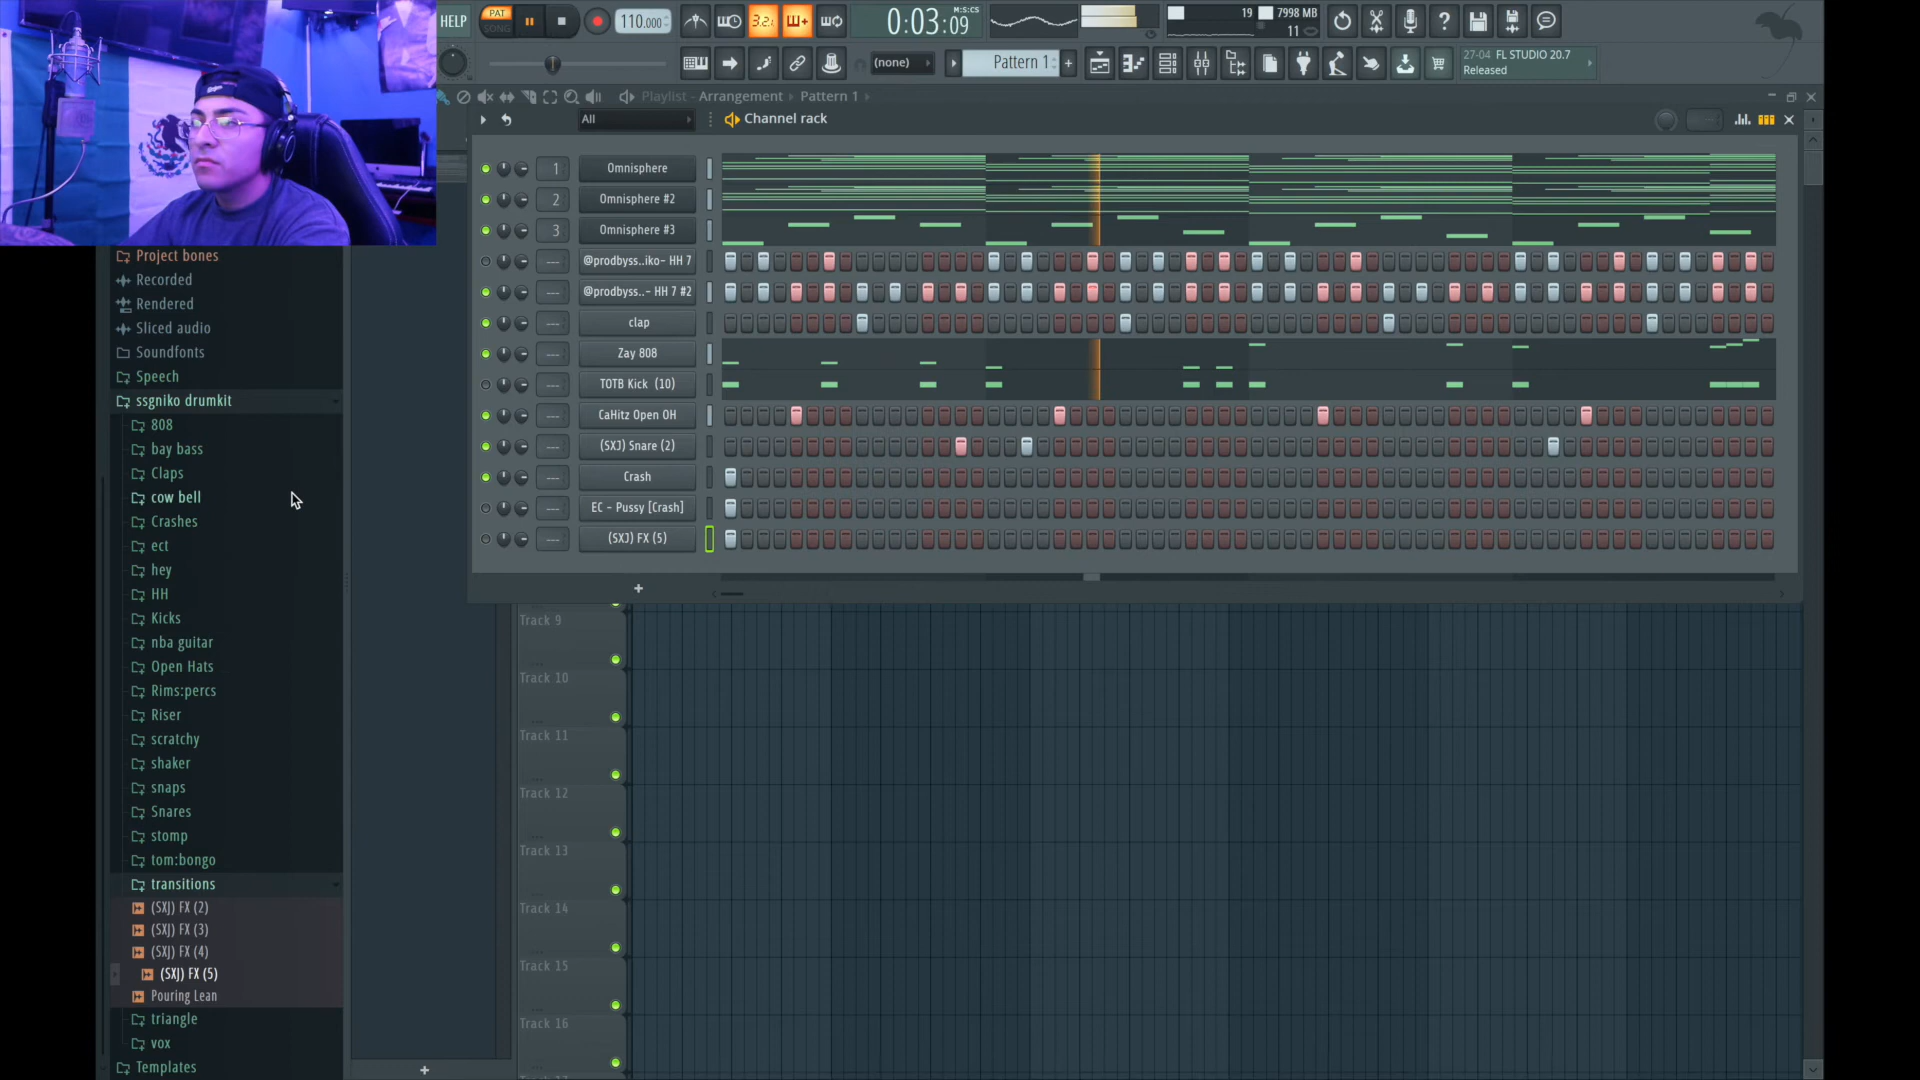 HELP
PAT
SONG
110.000
3.2.
0:03:09
M:S:CS
19
7998 MB
11
(none)
Pattern 1
+
27-04 FL STUDIO 20.7
Released
Playlist - Arrangement › Pattern 1 ›
All
Channel rack
1 Omnisphere
2 Omnisphere #2
3 Omnisphere #3
--- @prodbyss..iko- HH 7
--- @prodbyss..- HH 7 #2
--- clap
--- Zay 808
--- TOTB Kick (10)
--- CaHitz Open OH
--- (SXJ) Snare (2)
--- Crash
--- EC - Pussy [Crash]
--- (SXJ) FX (5)
+
Project bones
Recorded
Rendered
Sliced audio
Soundfonts
Speech
ssgniko drumkit
808
bay bass
Claps
cow bell
Crashes
ect
hey
HH
Kicks
nba guitar
Open Hats
Rims:percs
Riser
scratchy
shaker
snaps
Snares
stomp
tom:bongo
transitions
(SXJ) FX (2)
(SXJ) FX (3)
(SXJ) FX (4)
(SXJ) FX (5)
Pouring Lean
triangle
vox
Templates
Track 9
Track 10
Track 11
Track 12
Track 13
Track 14
Track 15
Track 16
+